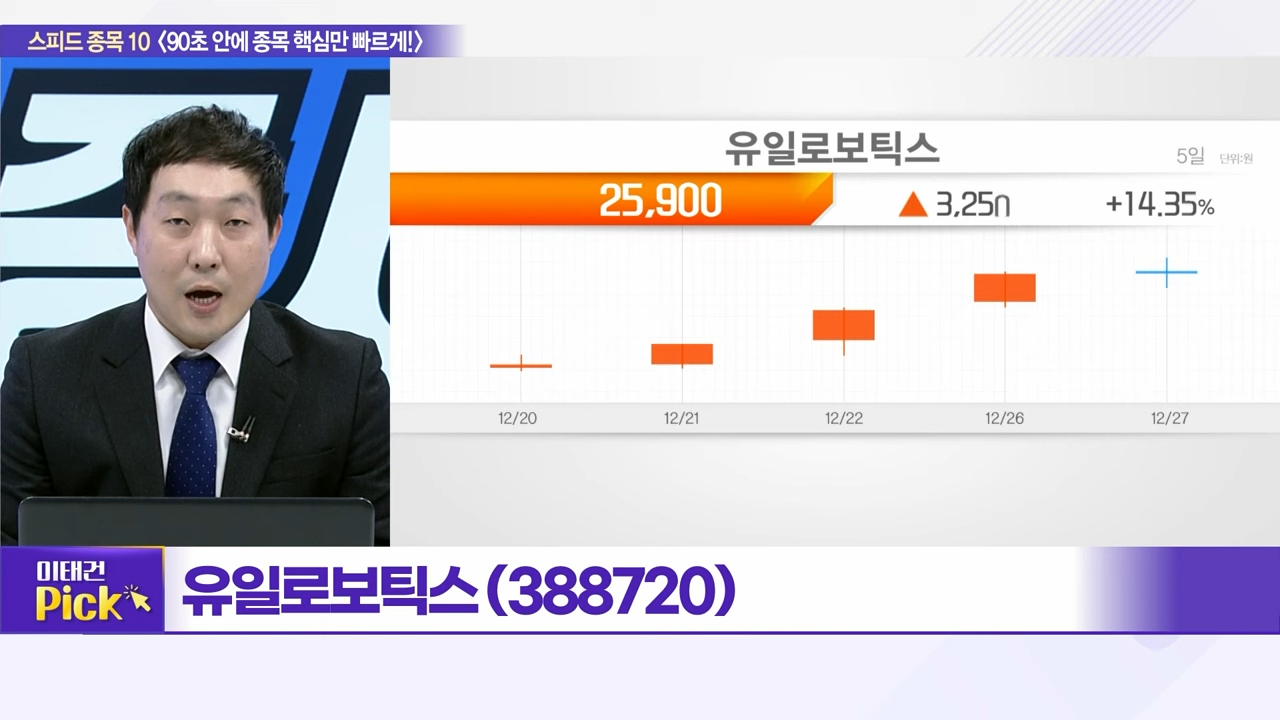 스피드 종목 10 〈90초 안에 종목 핵심만 빠르게!〉
유일로보틱스
5일 단위:원
25,900 ▲ 3,250 +14.35%
12/20 12/21 12/22 12/26 12/27
이태건
Pick
유일로보틱스(388720)